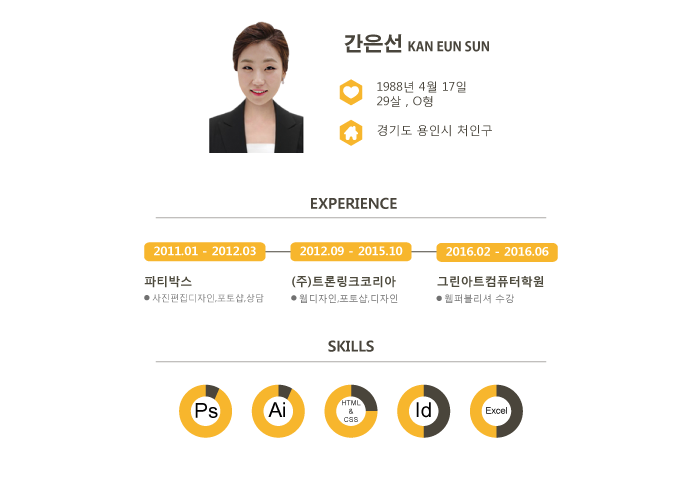 간은선 KAN EUN SUN
1988년 4월 17일
29살 , O형
경기도 용인시 처인구
EXPERIENCE
2011.01 - 2012.03
2012.09 - 2015.10
2016.02 - 2016.06
파티박스
(주)트론링크코리아
그린아트컴퓨터학원
● 사진편집디자인,포토샵,상담
● 웹디자인,포토샵,디자인
● 웹퍼블리셔 수강
SKILLS
Ps
Ai
HTML
&
CSS
Id
Excel